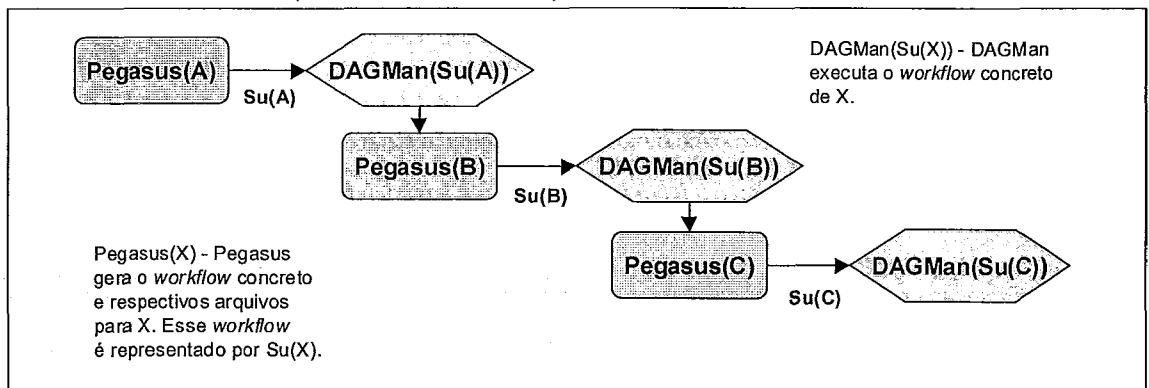 Pegasus(A)
Su(A)
DAGMan(Su(A))
DAGMan(Su(X)) - DAGMan
executa o workflow concreto
de X.
Pegasus(B)
Su(B)
DAGMan(Su(B))
Pegasus(X) - Pegasus
gera o workflow concreto
e respectivos arquivos
para X. Esse workflow
é representado por Su(X).
Pegasus(C)
Su(C)
DAGMan(Su(C))